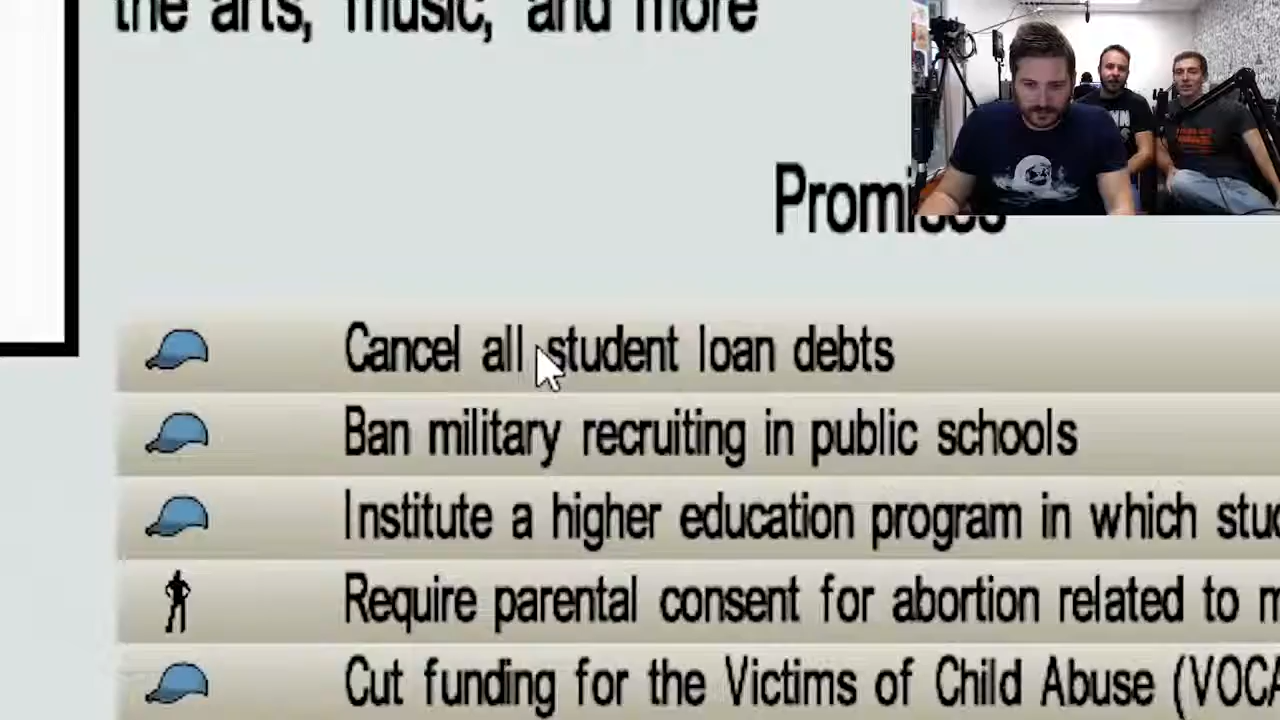 the arts, music, and more
Promises
Cancel all student loan debts
Ban military recruiting in public schools
Institute a higher education program in which
Require parental consent for abortion related to
Cut funding for the Victims of Child Abuse (VOCA